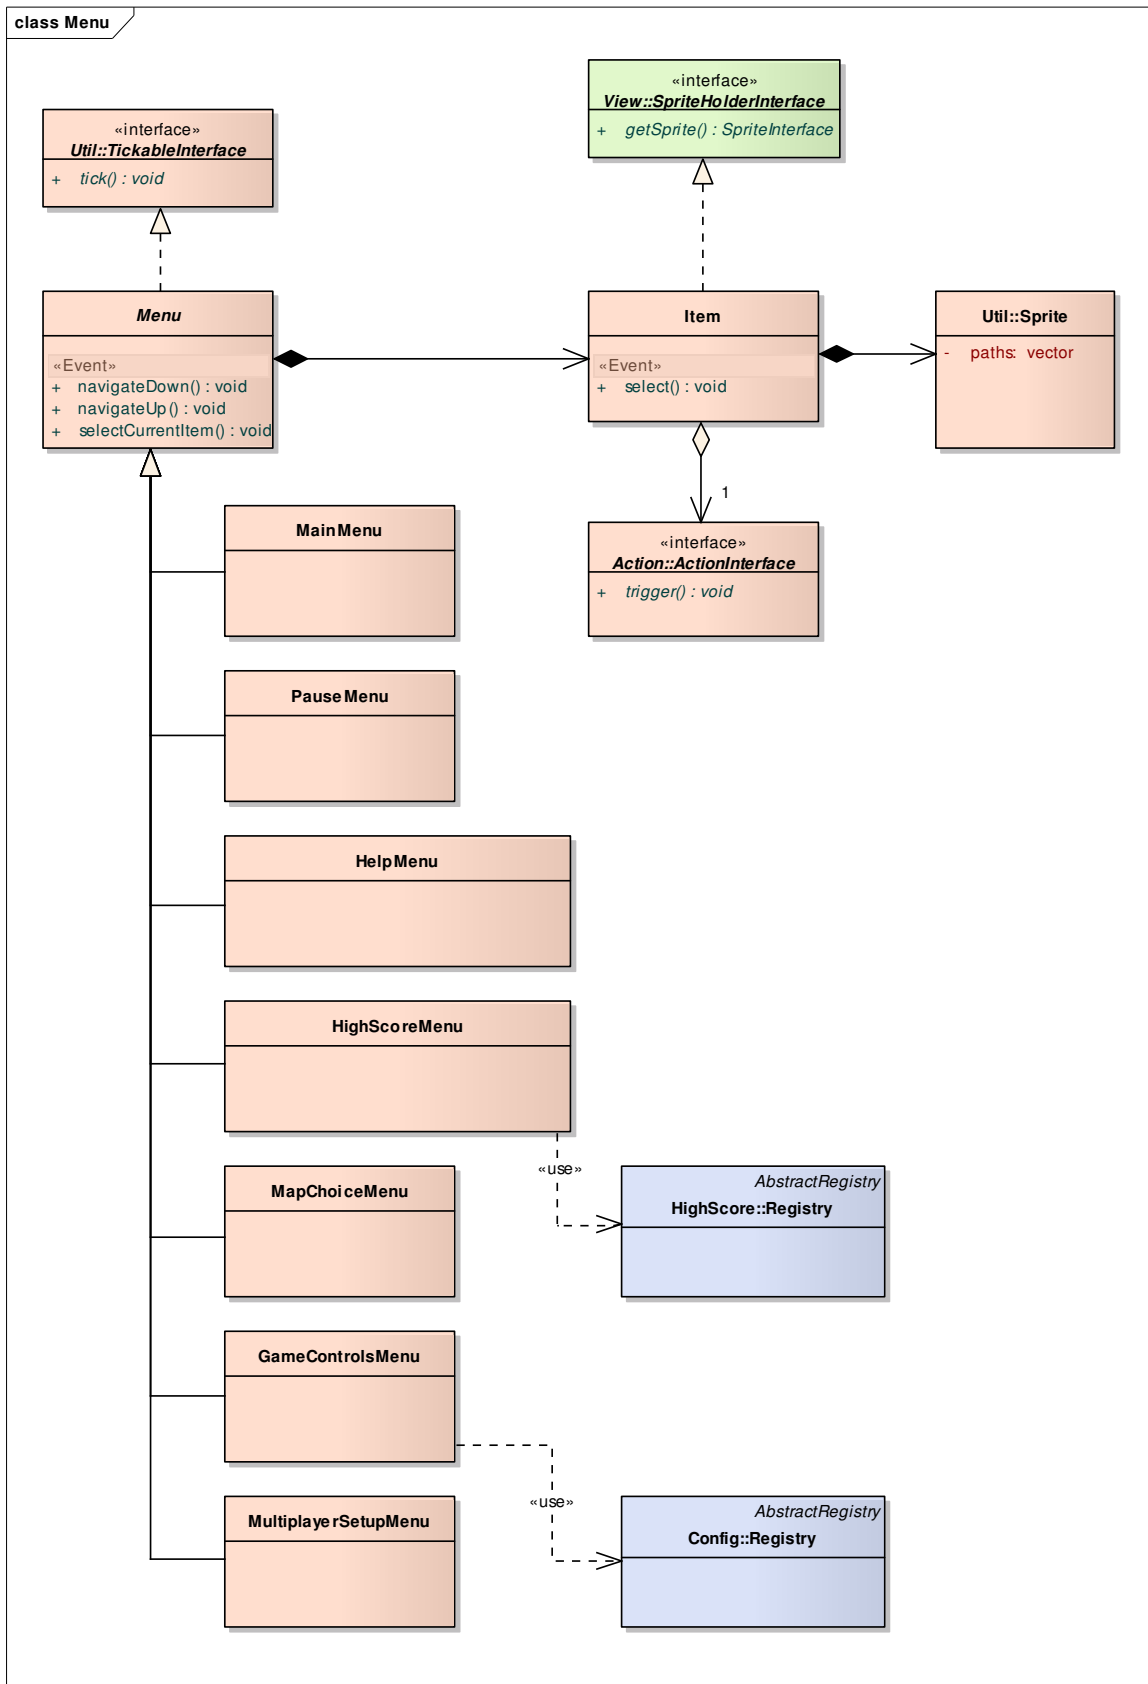 class Menu
«interface»
View::SpriteHolderInterface
+ getSprite() : SpriteInterface
«interface»
Util::TickableInterface
+ tick() : void
Menu
«Event»
+ navigateDown() : void
+ navigateUp() : void
+ selectCurrentItem() : void
Item
«Event»
+ select() : void
Util::Sprite
- paths: vector
1
«interface»
Action::ActionInterface
+ trigger() : void
MainMenu
PauseMenu
HelpMenu
HighScoreMenu
«use»
AbstractRegistry
HighScore::Registry
MapChoiceMenu
GameControlsMenu
«use»
AbstractRegistry
Config::Registry
MultiplayerSetupMenu